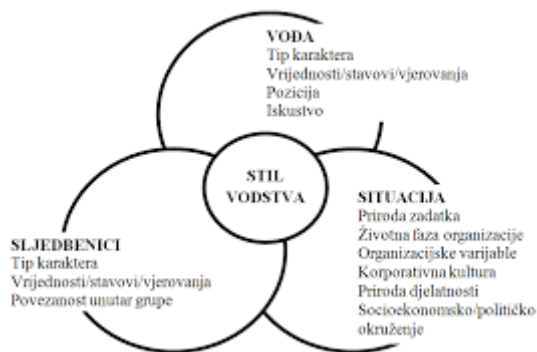 VOĐA
Tip karaktera
Vrijednosti/stavovi/vjerovanja
Pozicija
Iskustvo
STIL
VODSTVA
SLJEDBENICI
Tip karaktera
Vrijednosti/stavovi/vjerovanja
Povezanost unutar grupe
SITUACIJA
Priroda zadatka
Životna faza organizacije
Organizacijske varijable
Korporativna kultura
Priroda djelatnosti
Socioekonomsko/političko
okruženje